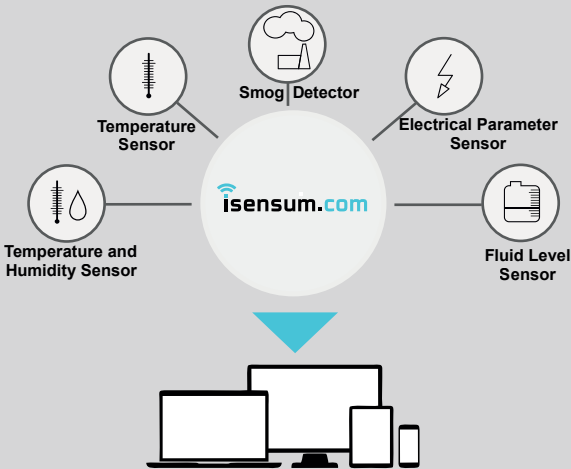 Smog Detector
Temperature
Sensor
Electrical Parameter
Sensor
isensum.com
Temperature and
Humidity Sensor
Fluid Level
Sensor